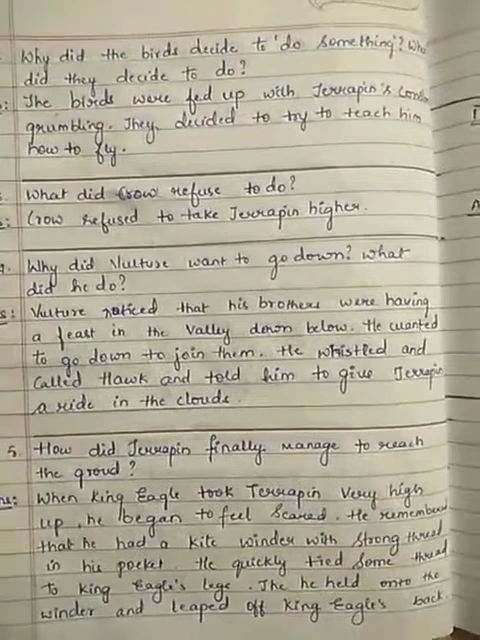 Why did the birds decide to 'do something'?
did they decide to do?
The birds were fed up with Terrapin's
grumbling. They decided to try to teach him
how to fly.
What did Crow refuse to do?
Crow refused to take Terrapin higher.
Why did Vulture want to go down? what
did he do?
Vulture noticed that his brothers were having
a feast in the valley down below. He wanted
to go down to join them. He whistled and
called Hawk and told him to give Terrapin
a ride in the clouds.
5. How did Terrapin finally manage to reach
the groud?
When King Eagle took Terrapin very high
up, he began to feel scared. He remembered
that he had a kite winder with strong thread
in his pocket. He quickly tied some thread
to King Eagle's legs. The he held onto the
winder and leaped off King Eagle's back.